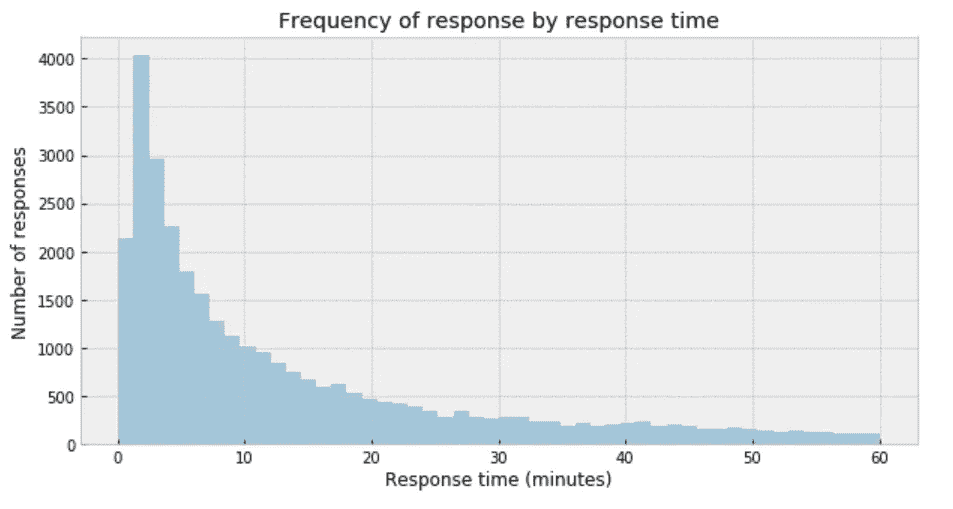 Frequency of response by response time
Number of responses
4000
3500
3000
2500
2000
1500
1000
500
0
0 10 20 30 40 50 60
Response time (minutes)